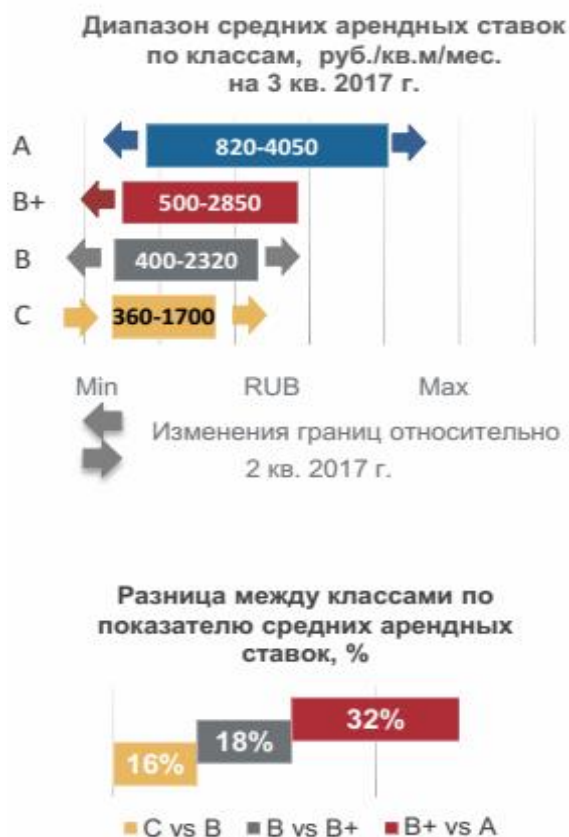 Диапазон средних арендных ставок
по классам, руб./кв.м/мес.
на 3 кв. 2017 г.
A 820-4050
B+ 500-2850
B 400-2320
C 360-1700
Min RUB Max
Изменения границ относительно
2 кв. 2017 г.
Разница между классами по
показателю средних арендных
ставок, %
32%
18%
16%
C vs B B vs B+ B+ vs A